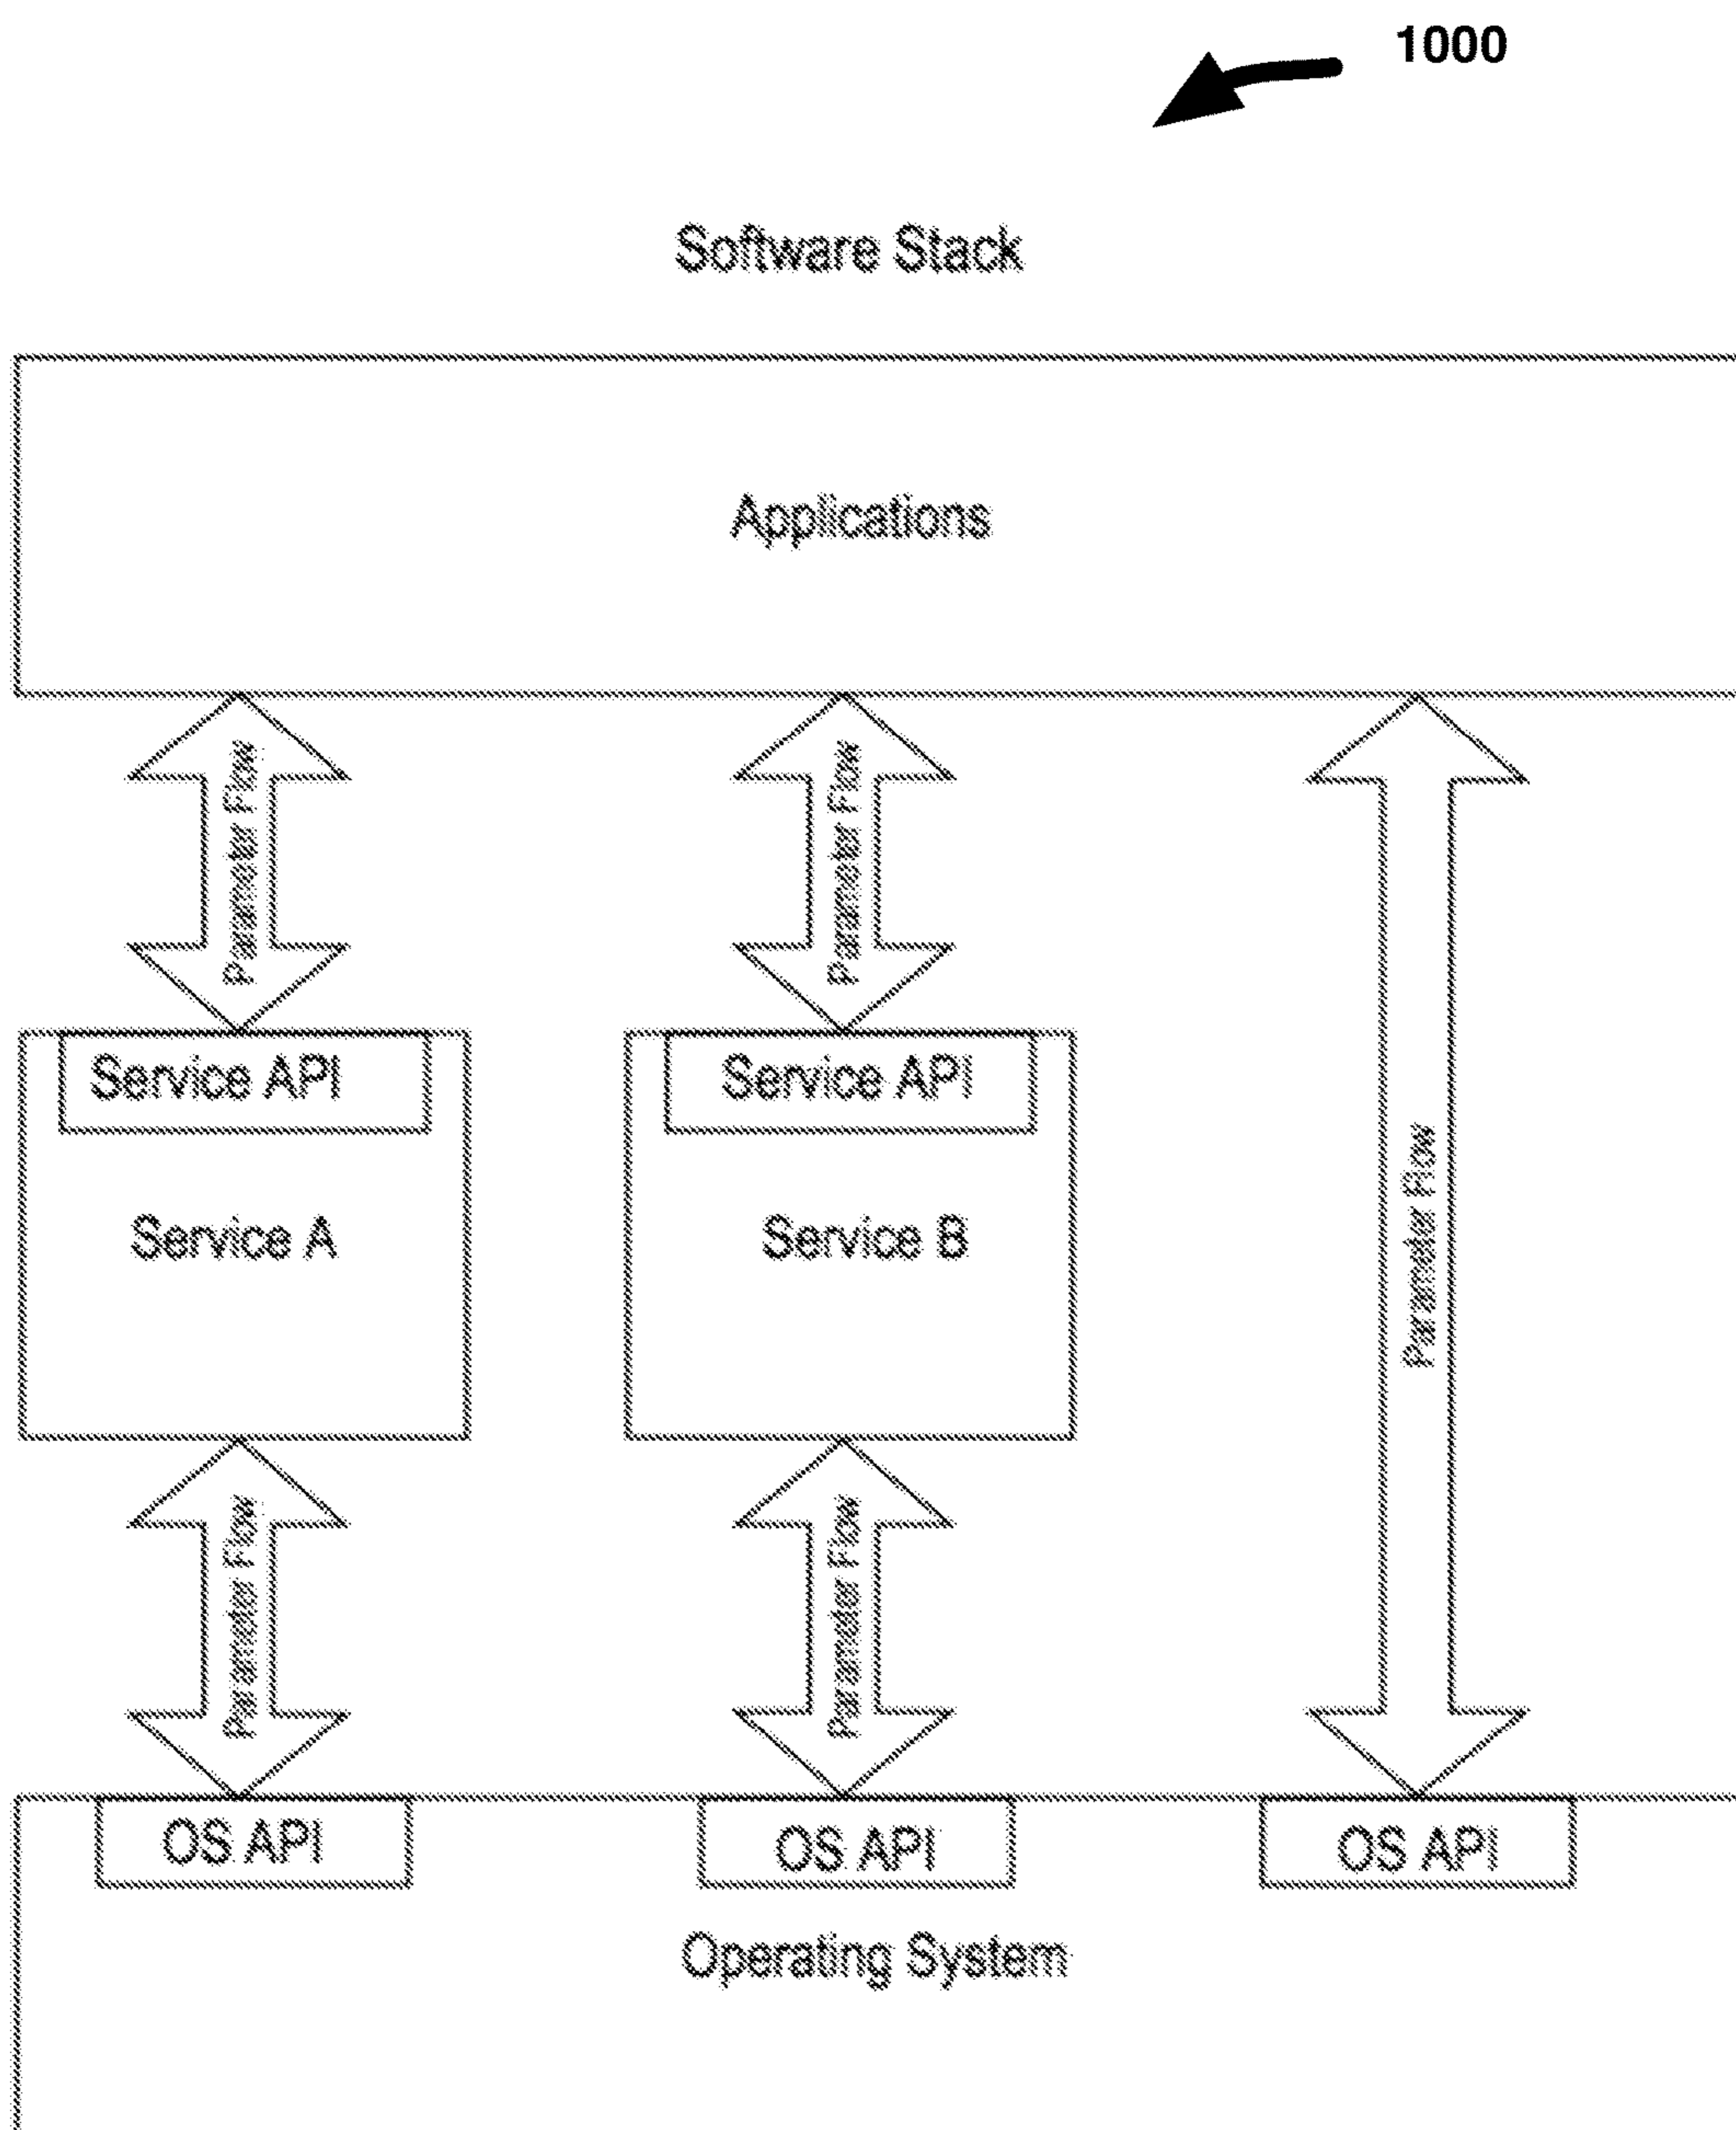 1000
Software Stack
Applications
Parameter Flow
Parameter Flow
Parameter Flow
Service API
Service API
Service A
Service B
Parameter Flow
Parameter Flow
OS API
OS API
OS API
Operating System